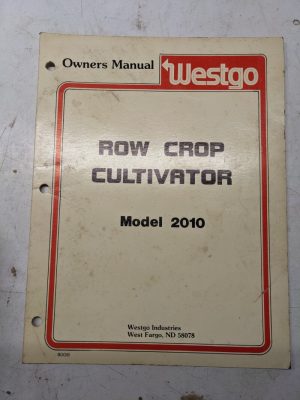 Owners Manual
Westgo
ROW CROP
CULTIVATOR
Model 2010
Westgo Industries
West Fargo, ND 58078